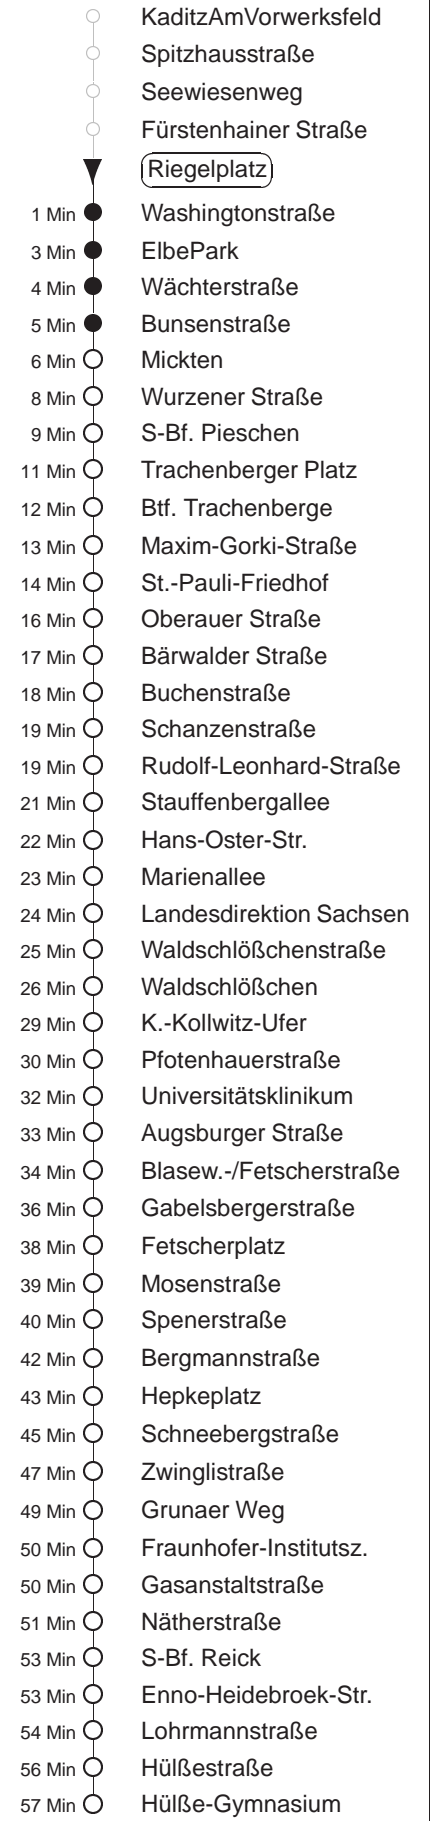 KaditzAmVorwerksfeld
Spitzhausstraße
Seewiesenweg
Fürstenhainer Straße
Riegelplatz
1 Min Washingtonstraße
3 Min ElbePark
4 Min Wächterstraße
5 Min Bunsenstraße
6 Min Mickten
8 Min Wurzener Straße
9 Min S-Bf. Pieschen
11 Min Trachenberger Platz
12 Min Btf. Trachenberge
13 Min Maxim-Gorki-Straße
14 Min St.-Pauli-Friedhof
16 Min Oberauer Straße
17 Min Bärwalder Straße
18 Min Buchenstraße
19 Min Schanzenstraße
19 Min Rudolf-Leonhard-Straße
21 Min Stauffenbergallee
22 Min Hans-Oster-Str.
23 Min Marienallee
24 Min Landesdirektion Sachsen
25 Min Waldschlößchenstraße
26 Min Waldschlößchen
29 Min K.-Kollwitz-Ufer
30 Min Pfotenhauerstraße
32 Min Universitätsklinikum
33 Min Augsburger Straße
34 Min Blasew.-/Fetscherstraße
36 Min Gabelsbergerstraße
38 Min Fetscherplatz
39 Min Mosenstraße
40 Min Spenerstraße
42 Min Bergmannstraße
43 Min Hepkeplatz
45 Min Schneebergstraße
47 Min Zwinglistraße
49 Min Grunaer Weg
50 Min Fraunhofer-Institutsz.
50 Min Gasanstaltstraße
51 Min Nätherstraße
53 Min S-Bf. Reick
53 Min Enno-Heidebroek-Str.
54 Min Lohrmannstraße
56 Min Hülßestraße
57 Min Hülße-Gymnasium